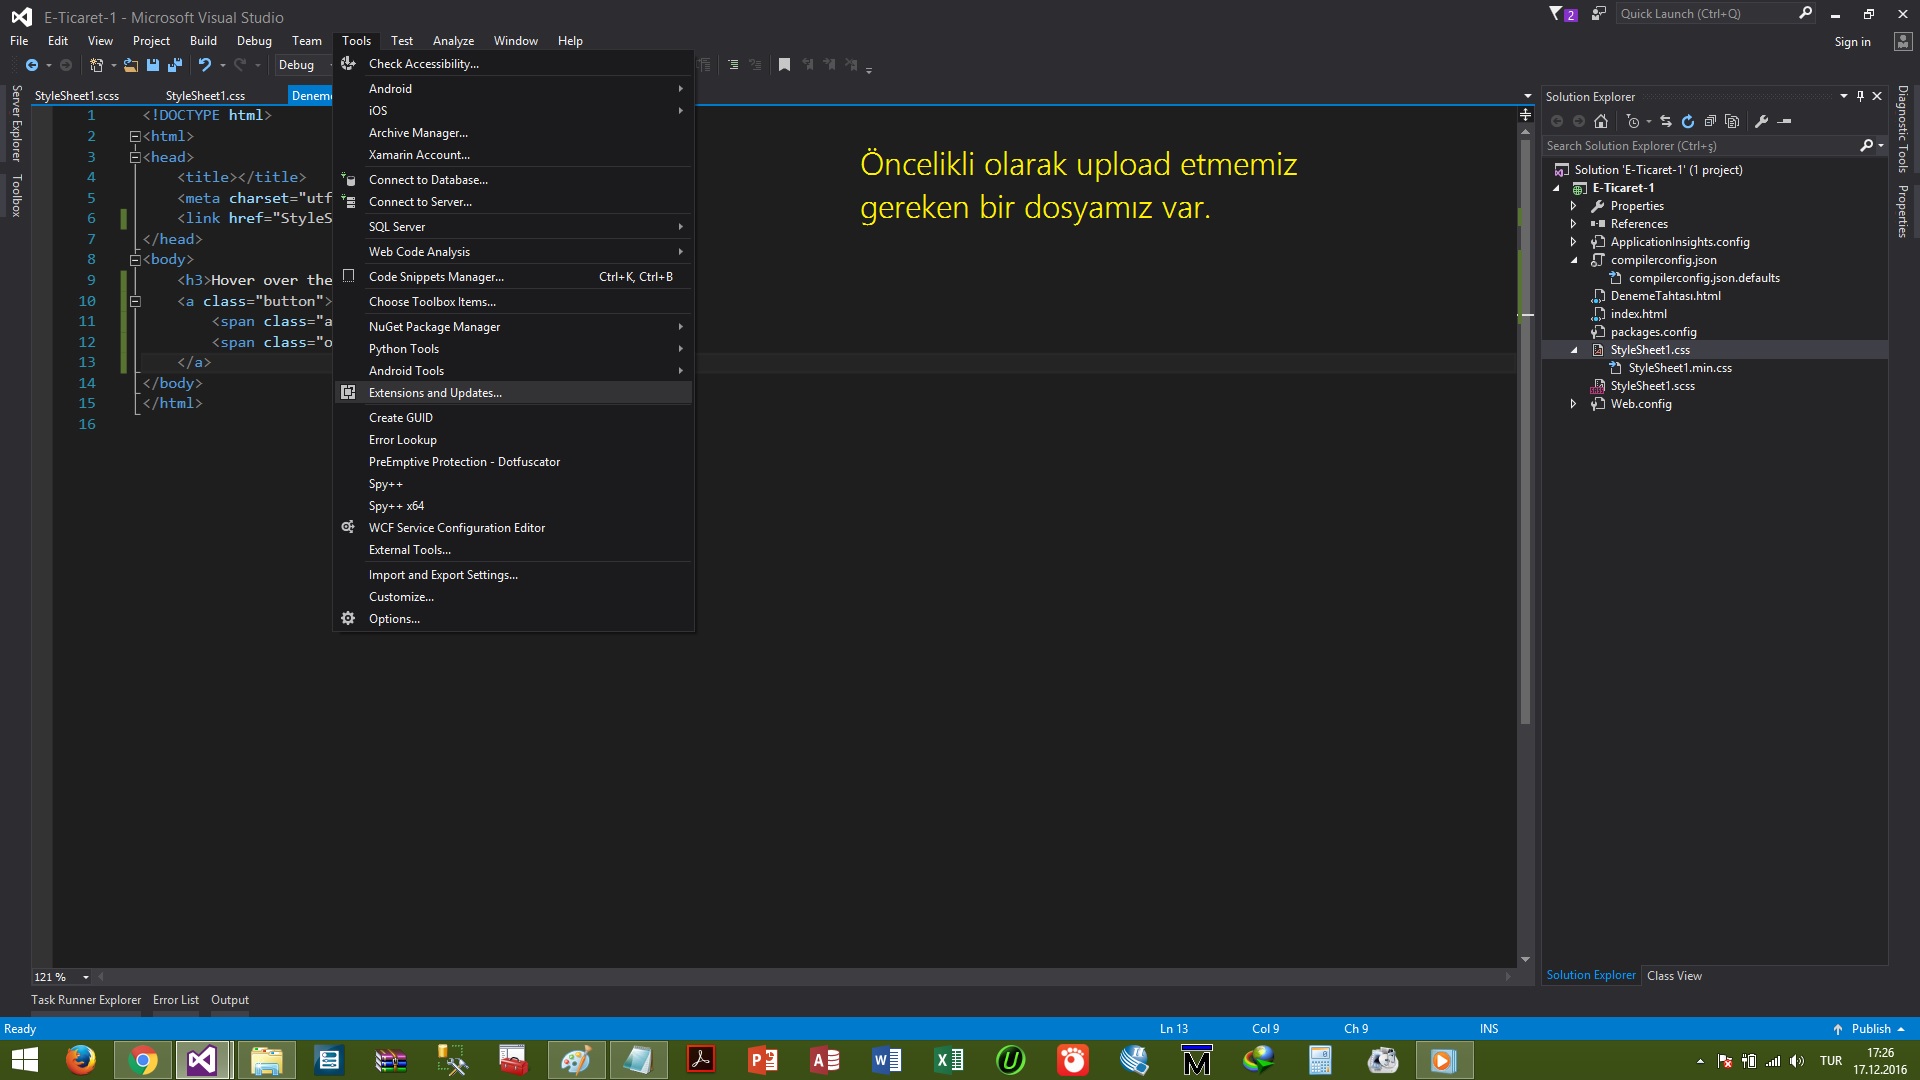 E-Ticaret-1 - Microsoft Visual Studio
2
Quick Launch (Ctrl+Q)
File Edit View Project Build Debug Team Tools Test Analyze Window Help
Sign in
Debug
StyleSheet1.scss StyleSheet1.css
Server Explorer
Toolbox
1 <!DOCTYPE html>
2 <html>
3 <head>
4 <title></title>
5 <meta charset="utf
6 <link href="StyleS
7 </head>
8 <body>
9 <h3>Hover over the
10 <a class="button">
11 <span class="a
12 <span class="o
13 </a>
14 </body>
15 </html>
16
Check Accessibility...
Android
iOS
Archive Manager...
Xamarin Account...
Connect to Database...
Connect to Server...
SQL Server
Web Code Analysis
Code Snippets Manager... Ctrl+K, Ctrl+B
Choose Toolbox Items...
NuGet Package Manager
Python Tools
Android Tools
Extensions and Updates...
Create GUID
Error Lookup
PreEmptive Protection - Dotfuscator
Spy++
Spy++ x64
WCF Service Configuration Editor
External Tools...
Import and Export Settings...
Customize...
Options...
Öncelikli olarak upload etmemiz
gereken bir dosyamız var.
Solution Explorer
Search Solution Explorer (Ctrl+ş)
Solution 'E-Ticaret-1' (1 project)
E-Ticaret-1
Properties
References
ApplicationInsights.config
compilerconfig.json
compilerconfig.json.defaults
DenemeTahtası.html
index.html
packages.config
StyleSheet1.css
StyleSheet1.min.css
StyleSheet1.scss
Web.config
Diagnostic Tools
Properties
121 %
Solution Explorer Class View
Task Runner Explorer Error List Output
Ready Ln 13 Col 9 Ch 9 INS Publish
TUR
17:26
17.12.2016